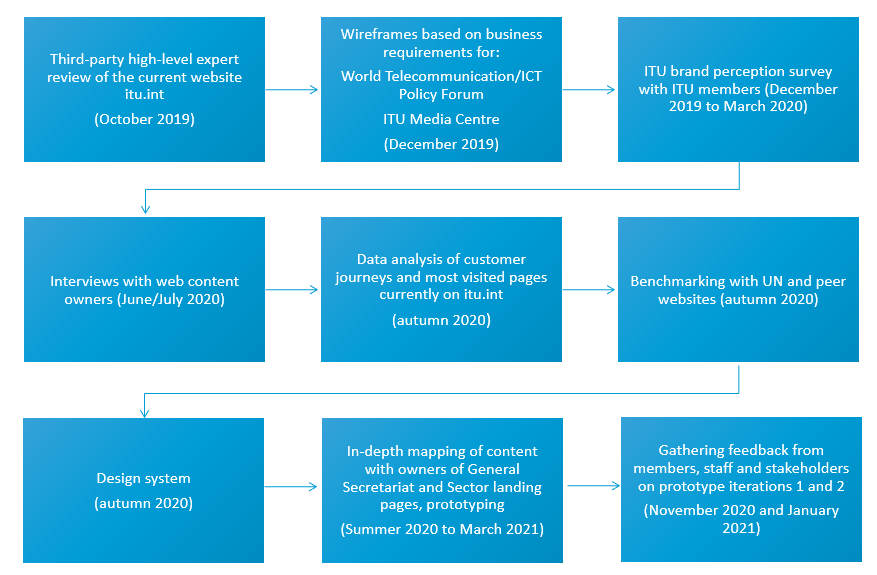 Third-party high-level expert
review of the current website
itu.int
(October 2019)
Wireframes based on business
requirements for:
World Telecommunication/ICT
Policy Forum
ITU Media Centre
(December 2019)
ITU brand perception survey
with ITU members (December
2019 to March 2020)
Interviews with web content
owners (June/July 2020)
Data analysis of customer
journeys and most visited pages
currently on itu.int
(autumn 2020)
Benchmarking with UN and peer
websites (autumn 2020)
Design system
(autumn 2020)
In-depth mapping of content
with owners of General
Secretariat and Sector landing
pages, prototyping
(Summer 2020 to March 2021)
Gathering feedback from
members, staff and stakeholders
on prototype iterations 1 and 2
(November 2020 and January
2021)